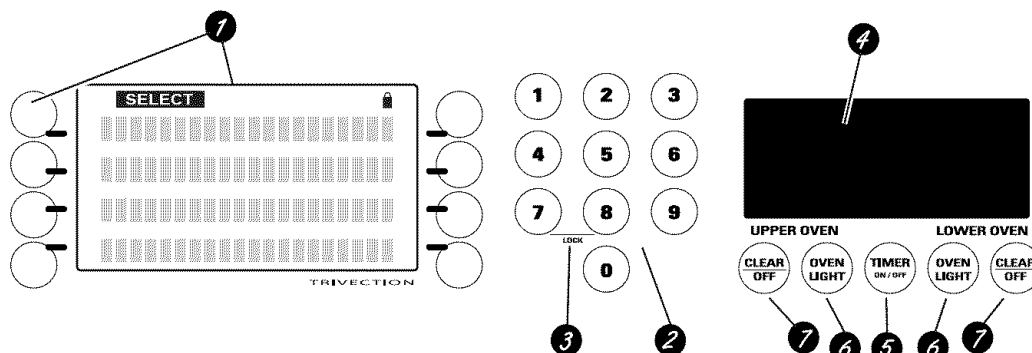 1
4
SELECT
1 2 3
4 5 6
7 8 9
LOCK
0
TRIVECTION
UPPER OVEN LOWER OVEN
CLEAR OFF
OVEN LIGHT
TIMER ON/OFF
OVEN LIGHT
CLEAR OFF
3 2 7 6 5 6 7